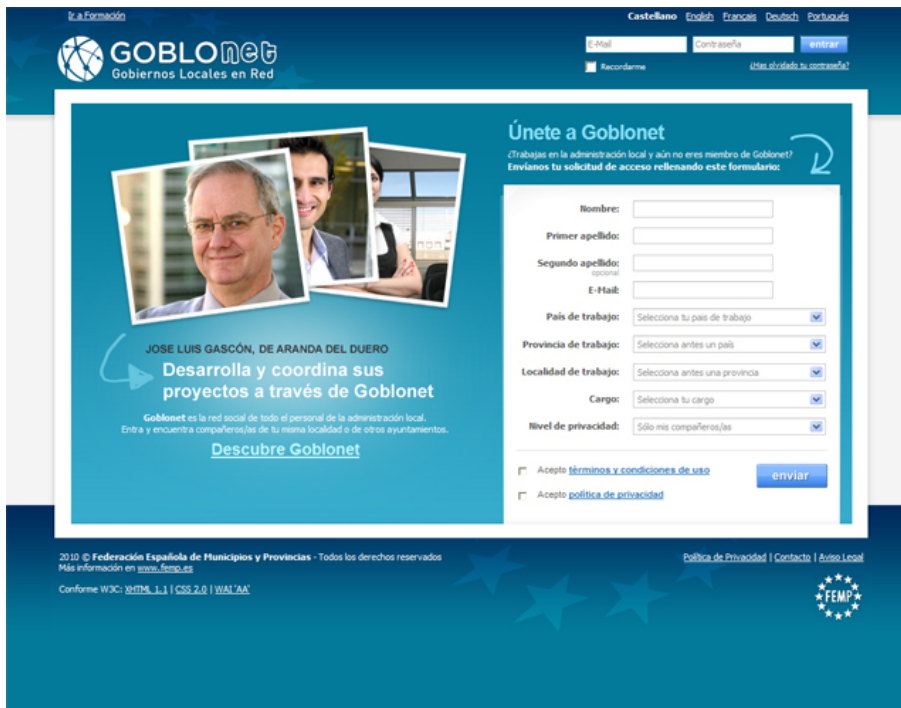 Ir a Formación
Castellano English Français Deutsch Português
GOBLOnet
Gobiernos Locales en Red
E-Mail Contraseña entrar
Recordarme ¿Has olvidado tu contraseña?
Únete a Goblonet
¿Trabajas en la administración local y aún no eres miembro de Goblonet?
Envíanos tu solicitud de acceso rellenando este formulario:
Nombre:
Primer apellido:
Segundo apellido:
opcional
E-Mail:
País de trabajo: Selecciona tu pais de trabajo
Provincia de trabajo: Selecciona antes un país
Localidad de trabajo: Selecciona antes una provincia
Cargo: Selecciona tu cargo
Nivel de privacidad: Sólo mis compañeros/as
Acepto términos y condiciones de uso
enviar
Acepto política de privacidad
JOSE LUIS GASCÓN, DE ARANDA DEL DUERO
Desarrolla y coordina sus
proyectos a través de Goblonet
Goblonet es la red social de todo el personal de la administración local.
Entra y encuentra compañeros/as de tu misma localidad o de otros ayuntamientos.
Descubre Goblonet
2010 © Federación Española de Municipios y Provincias - Todos los derechos reservados
Más información en www.femp.es
Conforme W3C: XHTML 1.1 | CSS 2.0 | WAI 'AA'
Política de Privacidad | Contacto | Aviso Legal
FEMP